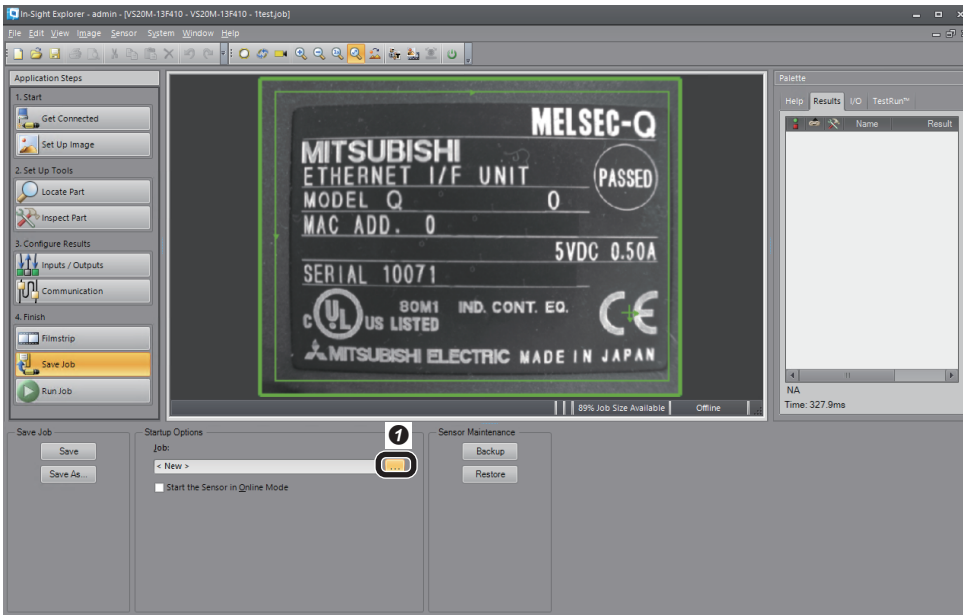 In-Sight Explorer - admin - [VS20M-13F410 - VS20M-13F410 - 1test.job]
File Edit View Image Sensor System Window Help
Application Steps
1. Start
Get Connected
Set Up Image
2. Set Up Tools
Locate Part
Inspect Part
3. Configure Results
Inputs / Outputs
Communication
4. Finish
Filmstrip
Save Job
Run Job
MELSEC-Q
MITSUBISHI
ETHERNET I/F UNIT
PASSED
MODEL Q 0
MAC ADD. 0
5VDC 0.50A
SERIAL 10071
C UL US LISTED
80M1 IND. CONT. EQ.
CE
MITSUBISHI ELECTRIC MADE IN JAPAN
89% Job Size Available Offline
Palette
Help Results I/O TestRun™
Name Result
NA
Time: 327.9ms
Save Job
Save
Save As...
Startup Options
Job:
< New >
...
1
Start the Sensor in Online Mode
Sensor Maintenance
Backup
Restore